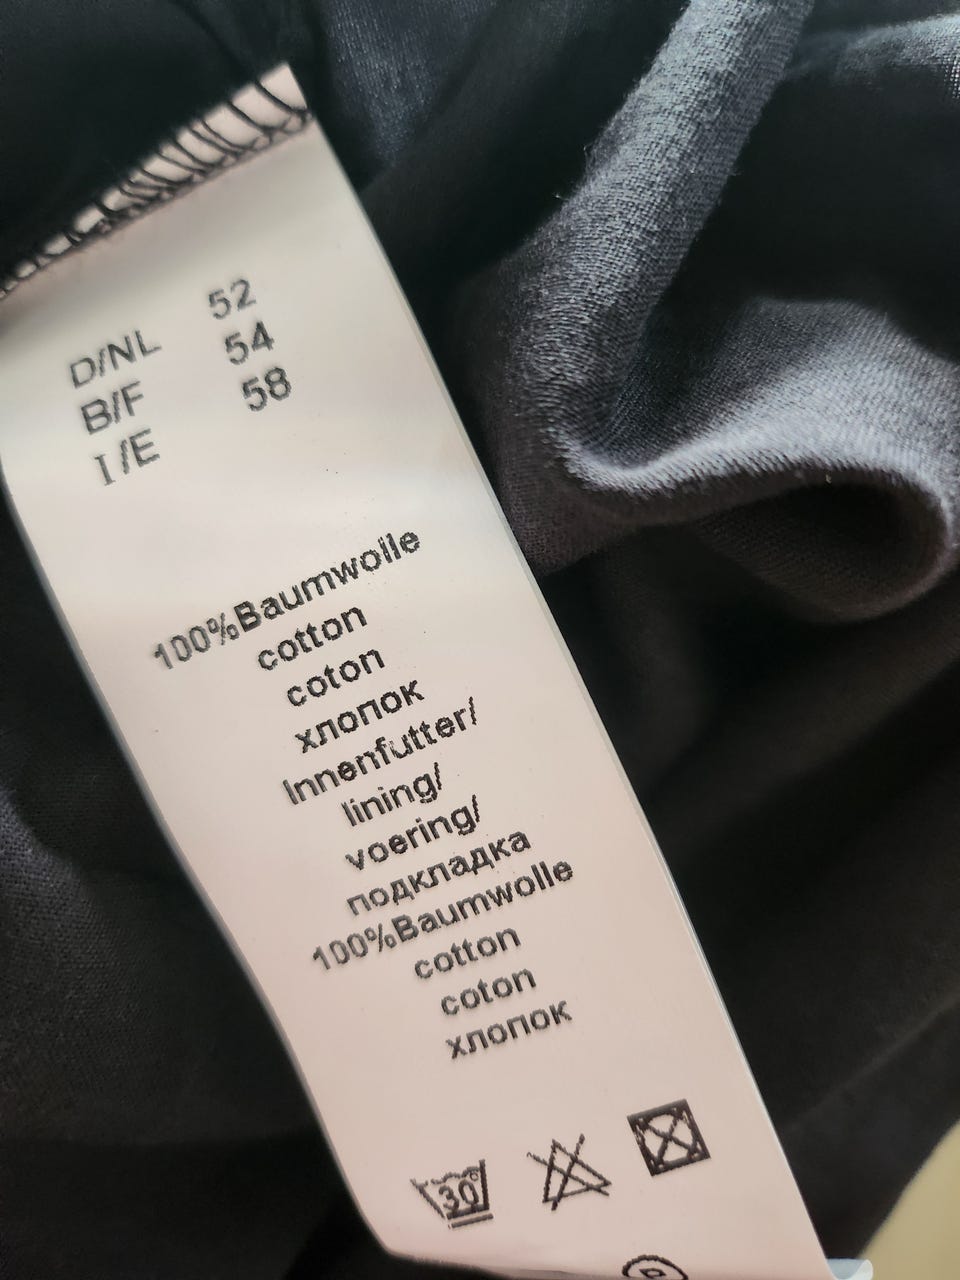 D/NL 52
B/F 54
I/E 58
100%Baumwolle
cotton
coton
хлопок
Innenfutter/
lining/
voering/
подкладка
100%Baumwolle
cotton
coton
хлопок
30°